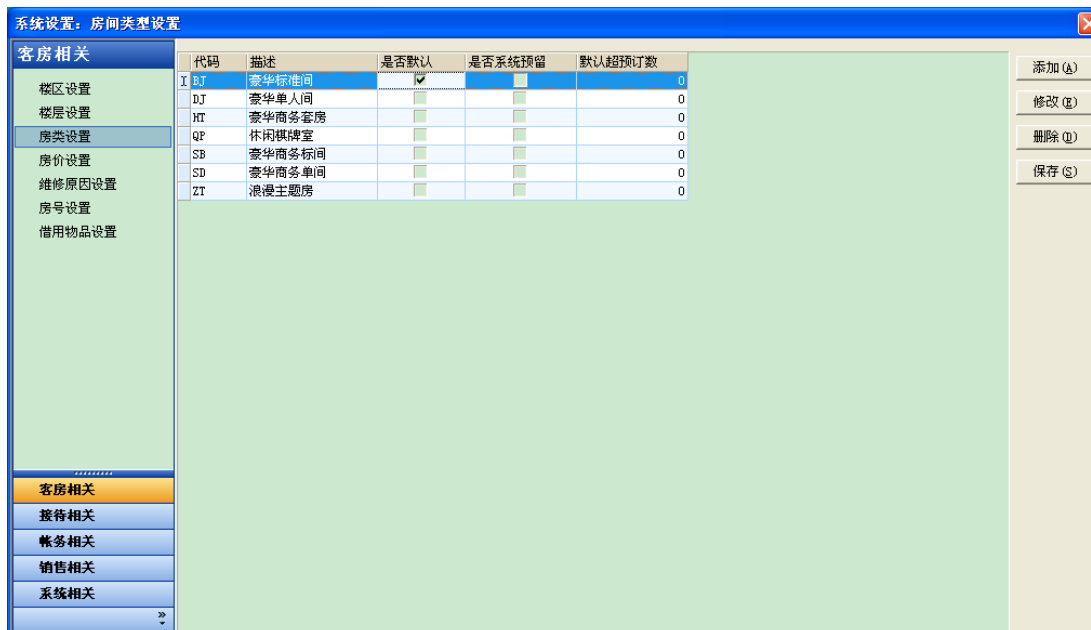 系统设置：房间类型设置
客房相关
楼区设置
楼层设置
房类设置
房价设置
维修原因设置
房号设置
借用物品设置
代码 描述 是否默认 是否系统预留 默认超预订数
BJ 豪华标准间 0
DJ 豪华单人间 0
HT 豪华商务套房 0
QP 休闲棋牌室 0
SB 豪华商务标间 0
SD 豪华商务单间 0
ZT 浪漫主题房 0
添加(A)
修改(E)
删除(D)
保存(S)
客房相关
接待相关
帐务相关
销售相关
系统相关